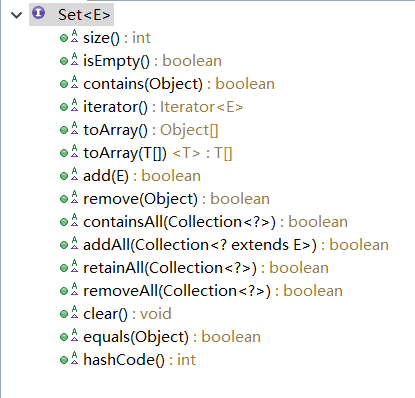 Set<E>
size() : int
isEmpty() : boolean
contains(Object) : boolean
iterator() : Iterator<E>
toArray() : Object[]
toArray(T[]) <T> : T[]
add(E) : boolean
remove(Object) : boolean
containsAll(Collection<?>) : boolean
addAll(Collection<? extends E>) : boolean
retainAll(Collection<?>) : boolean
removeAll(Collection<?>) : boolean
clear() : void
equals(Object) : boolean
hashCode() : int